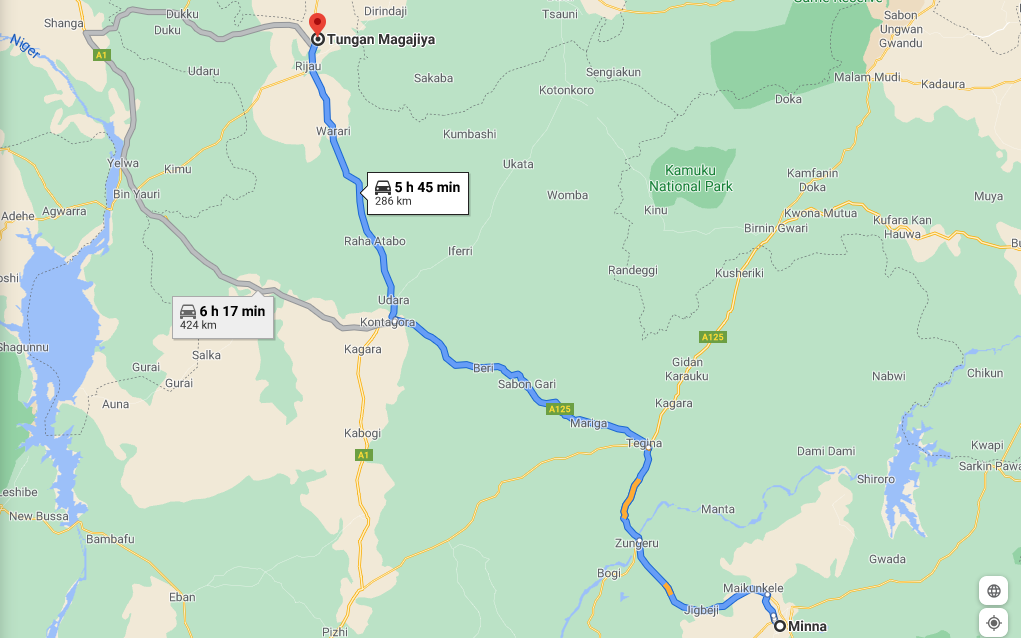 Game Reserve
Dukku
Dirindaji
Tsauni
Sabon
Ungwan
Gwandu
Shanga
Duku
Tungan Magajiya
Niger
A1
Rijau
Udaru
Sakaba
Sengiakun
Malam Mudi
Kadaura
Kotonkoro
Doka
Warari
Kumbashi
Yelwa
Kimu
Ukata
Kamuku
National Park
Kamfanin
Doka
5 h 45 min
286 km
Bin Yauri
Womba
Muya
Adehe
Agwarra
Kinu
Kwona Mutua
Kufara Kan
Hauwa
Birnin Gwari
Bu
Raha Atabo
Iferri
Randeggi
Kusheriki
oshi
Udara
6 h 17 min
424 km
Kontagora
A125
Shagunnu
Salka
Kagara
Gidan
Karauku
Gurai
Beri
Nabwi
Chikun
Gurai
Sabon Gari
Auna
A125
Kagara
Mariga
Kabogi
Tegina
Kwapi
A1
Dami Dami
Sarkin Pawa
Shiroro
Leshibe
New Bussa
Manta
Bambafu
Zungeru
Gwada
Bogi
Maikunkele
Eban
Jigbeji
Pizhi
Minna